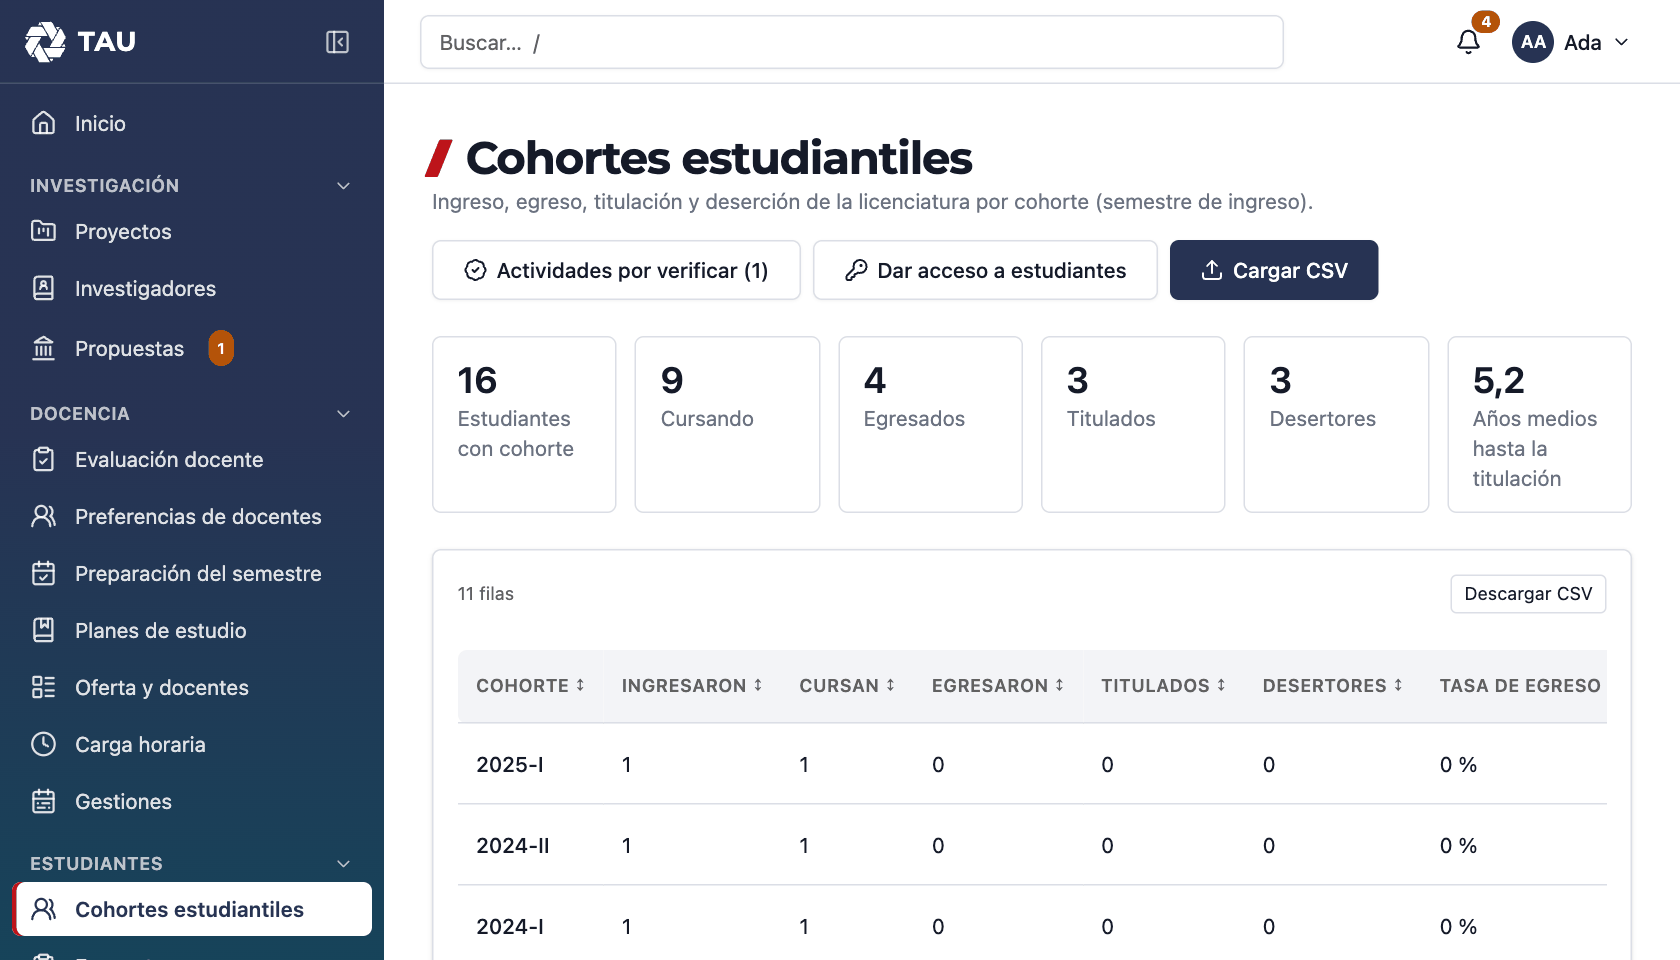 TAU
Buscar... /
4
AA
Ada
Inicio
INVESTIGACIÓN
Proyectos
Investigadores
Propuestas
1
DOCENCIA
Evaluación docente
Preferencias de docentes
Preparación del semestre
Planes de estudio
Oferta y docentes
Carga horaria
Gestiones
ESTUDIANTES
Cohortes estudiantiles
Cohortes estudiantiles
Ingreso, egreso, titulación y deserción de la licenciatura por cohorte (semestre de ingreso).
Actividades por verificar (1)
Dar acceso a estudiantes
Cargar CSV
16
Estudiantes
con cohorte
9
Cursando
4
Egresados
3
Titulados
3
Desertores
5,2
Años medios
hasta la
titulación
11 filas
Descargar CSV
COHORTE ↕ INGRESARON ↕ CURSAN ↕ EGRESARON ↕ TITULADOS ↕ DESERTORES ↕ TASA DE EGRESO
2025-I 1 1 0 0 0 0 %
2024-II 1 1 0 0 0 0 %
2024-I 1 1 0 0 0 0 %